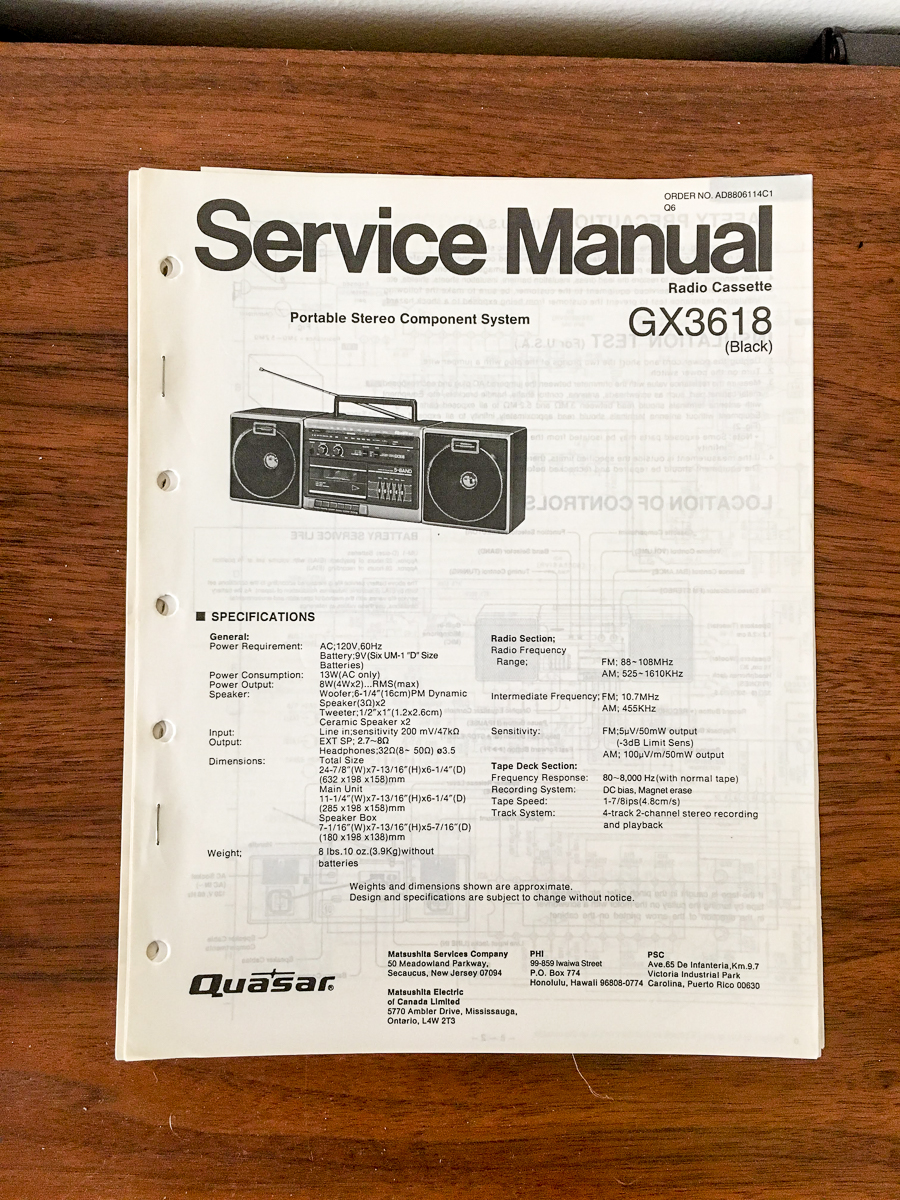 ORDER NO. AD8806114C1
Q6
Service Manual
Radio Cassette
Portable Stereo Component System
GX3618
(Black)
5-BAND
■ SPECIFICATIONS
General:
Power Requirement: AC;120V,60Hz
Battery;9V(Six UM-1 "D" Size
Batteries)
Power Consumption: 13W(AC only)
Power Output: 8W(4Wx2)...RMS(max)
Speaker: Woofer;6-1/4"(16cm)PM Dynamic
Speaker(3Ω)x2
Tweeter;1/2"x1"(1.2x2.6cm)
Ceramic Speaker x2
Input: Line in;sensitivity 200 mV/47kΩ
Output: EXT SP; 2.7~8Ω
Headphones;32Ω(8~ 50Ω) ø3.5
Dimensions: Total Size
24-7/8"(W)x7-13/16"(H)x6-1/4"(D)
(632 x198 x158)mm
Main Unit
11-1/4"(W)x7-13/16"(H)x6-1/4"(D)
(285 x198 x158)mm
Speaker Box
7-1/16"(W)x7-13/16"(H)x5-7/16"(D)
(180 x198 x138)mm
Weight; 8 lbs.10 oz.(3.9Kg)without
batteries
Radio Section;
Radio Frequency
Range; FM; 88~108MHz
AM; 525~1610KHz
Intermediate Frequency; FM; 10.7MHz
AM; 455KHz
Sensitivity: FM;5µV/50mW output
(-3dB Limit Sens)
AM; 100µV/m/50mW output
Tape Deck Section:
Frequency Response: 80~8,000 Hz(with normal tape)
Recording System: DC bias, Magnet erase
Tape Speed: 1-7/8ips(4.8cm/s)
Track System: 4-track 2-channel stereo recording
and playback
Weights and dimensions shown are approximate.
Design and specifications are subject to change without notice.
Quasar®
Matsushita Services Company
50 Meadowland Parkway,
Secaucus, New Jersey 07094
Matsushita Electric
of Canada Limited
5770 Ambler Drive, Mississauga,
Ontario, L4W 2T3
PHI
99-859 Iwaiwa Street
P.O. Box 774
Honolulu, Hawaii 96808-0774
PSC
Ave.65 De Infanteria,Km.9.7
Victoria Industrial Park
Carolina, Puerto Rico 00630